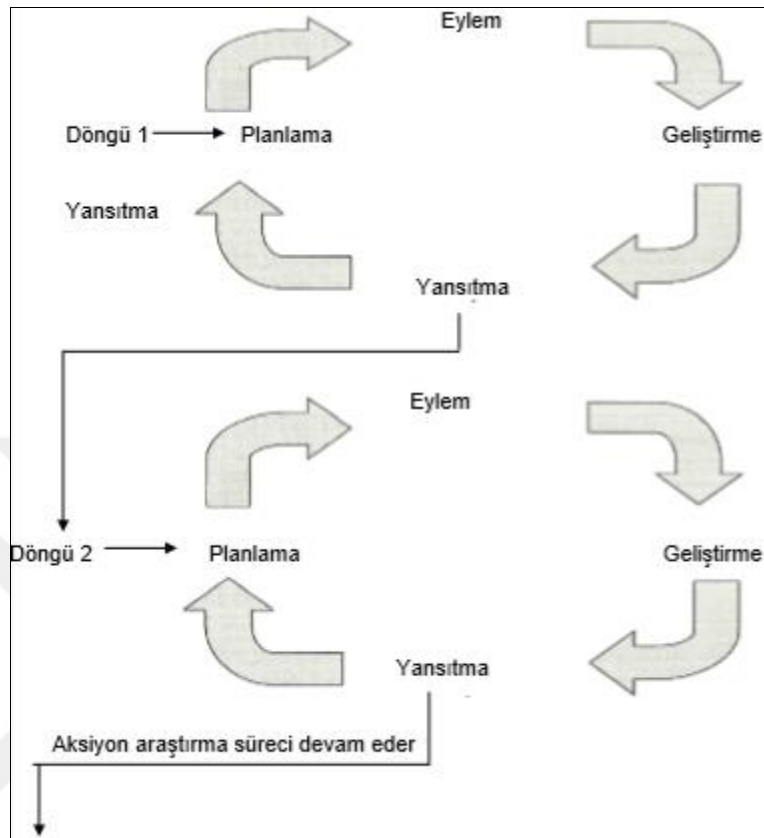 Eylem
Döngü 1 Planlama Geliştirme
Yansıtma
Yansıtma
Eylem
Döngü 2 Planlama Geliştirme
Yansıtma
Aksiyon araştırma süreci devam eder